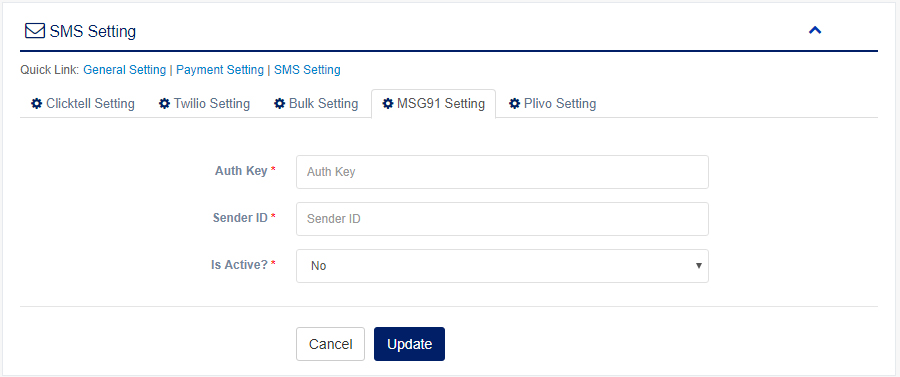 SMS Setting
Quick Link: General Setting | Payment Setting | SMS Setting
Clicktell Setting Twilio Setting Bulk Setting MSG91 Setting Plivo Setting
Auth Key * Auth Key
Sender ID * Sender ID
Is Active? * No
Cancel Update